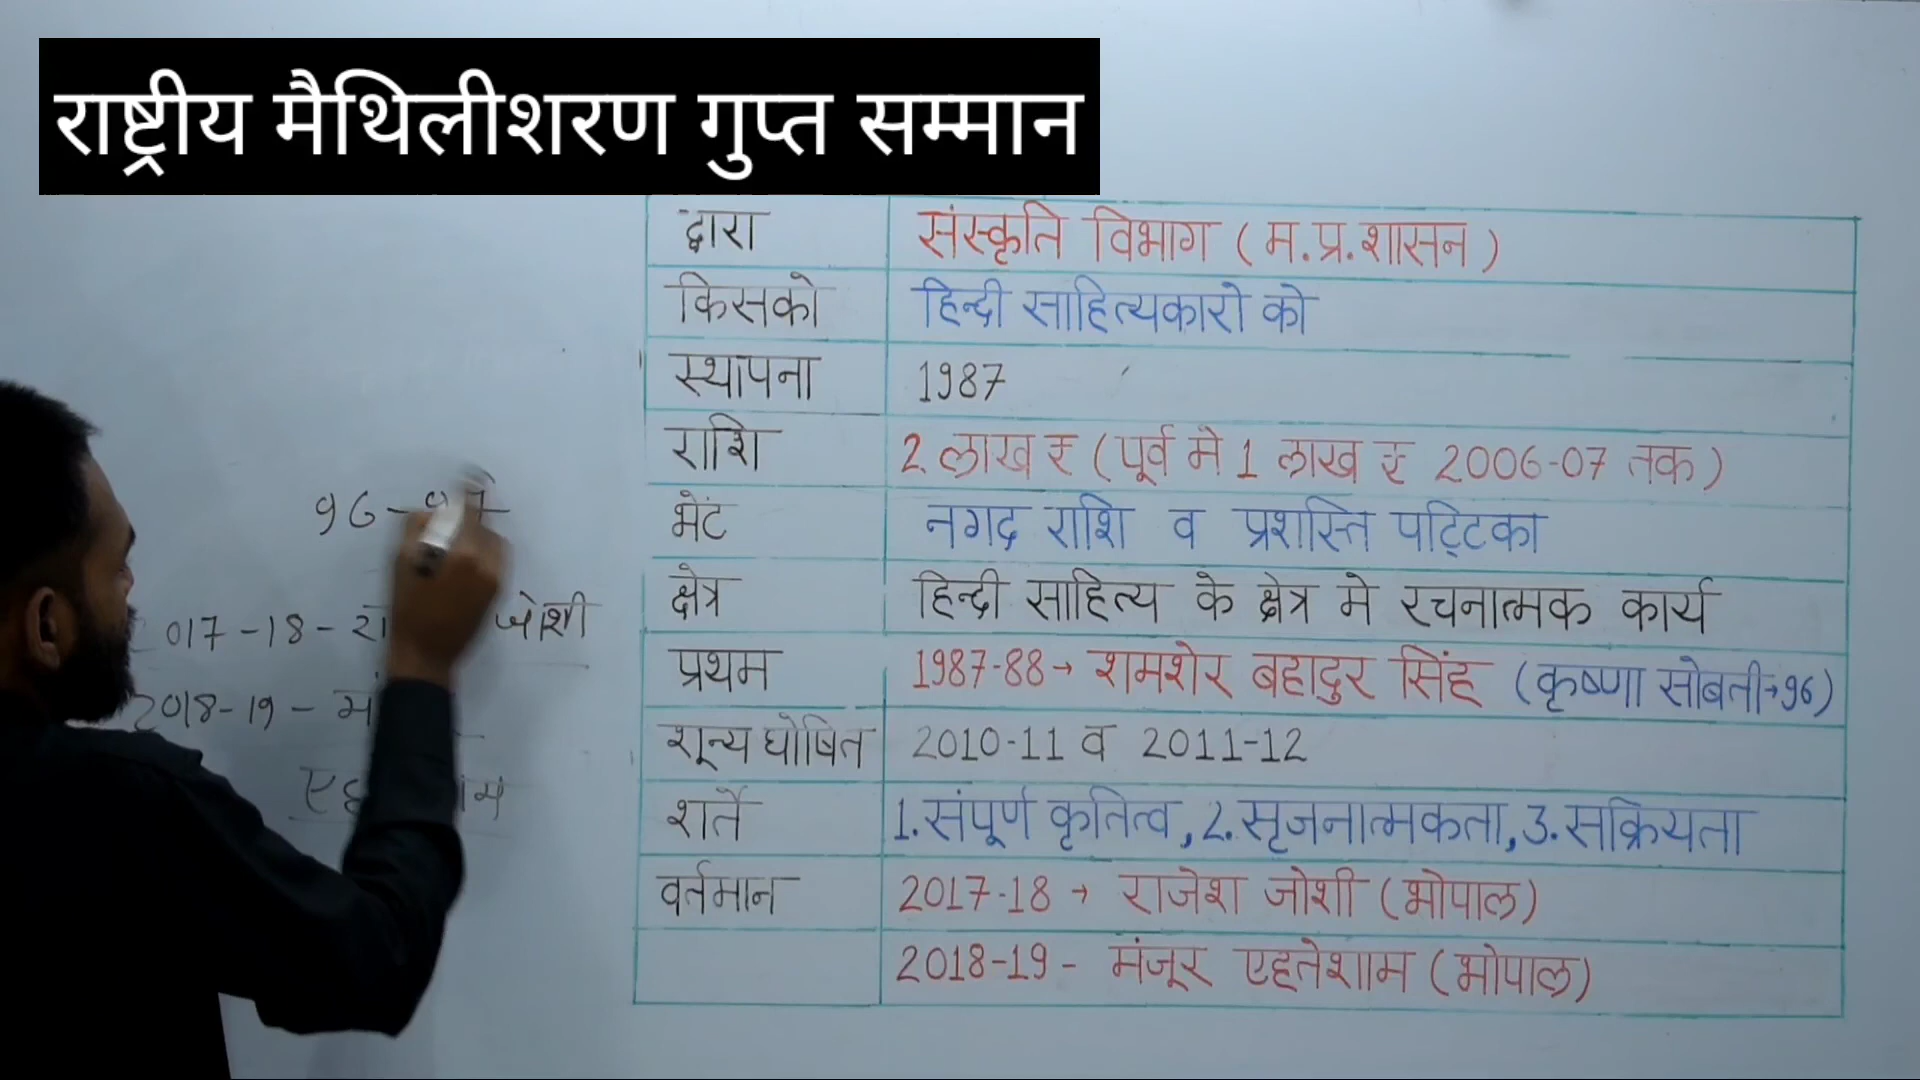 राष्ट्रीय मैथिलीशरण गुप्त सम्मान
द्वारा संस्कृति विभाग (म.प्र.शासन)
किसको हिन्दी साहित्यकारो को
स्थापना 1987
राशि 2 लाख ₹ (पूर्व मे 1 लाख ₹ 2006-07 तक)
भेंट नगद राशि व प्रशस्ति पट्टिका
क्षेत्र हिन्दी साहित्य के क्षेत्र मे रचनात्मक कार्य
प्रथम 1987-88→ शमशेर बहादुर सिंह (कृष्णा सोबती→96)
शून्य घोषित 2010-11 व 2011-12
शर्ते 1.संपूर्ण कृतित्व,2.सृजनात्मकता,3.सक्रियता
वर्तमान 2017-18 → राजेश जोशी (भोपाल)
2018-19 - मंजूर एहतेशाम (भोपाल)
96-97
017-18- जोशी
2018-19 -